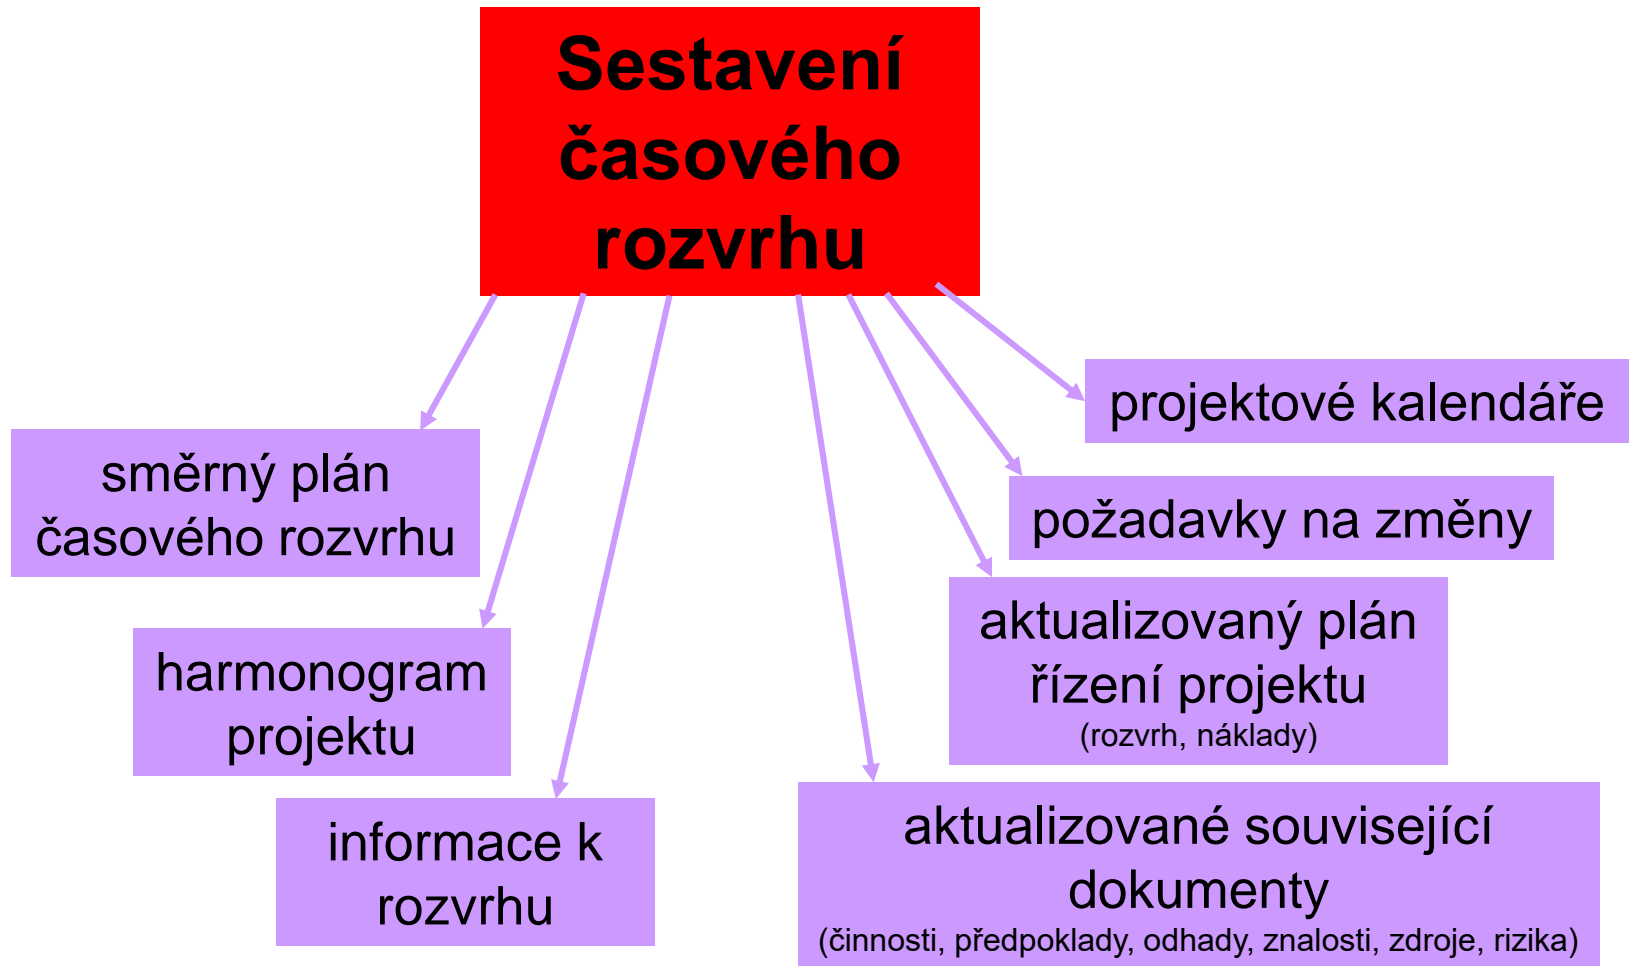 Sestavení
časového
rozvrhu
směrný plán
časového rozvrhu
harmonogram
projektu
informace k
rozvrhu
projektové kalendáře
požadavky na změny
aktualizovaný plán
řízení projektu
(rozvrh, náklady)
aktualizované související
dokumenty
(činnosti, předpoklady, odhady, znalosti, zdroje, rizika)